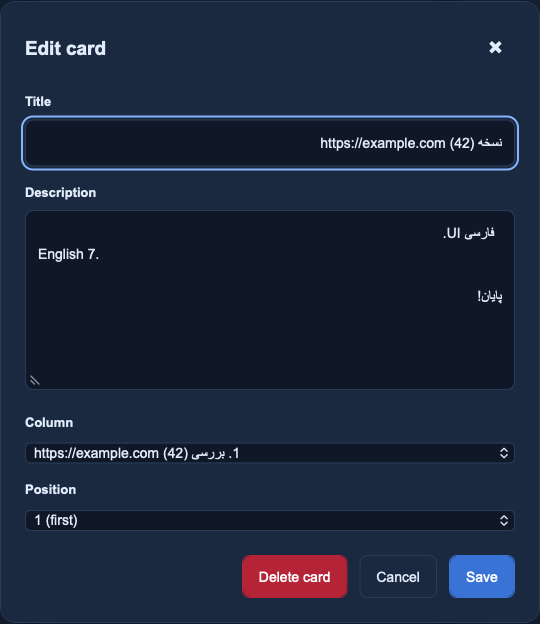 Edit card ✖
Title
نسخه (42) https://example.com
Description
فارسی UI.
English 7.
پایان!
Column
1. بررسی (42) https://example.com
Position
1 (first)
Delete card
Cancel
Save